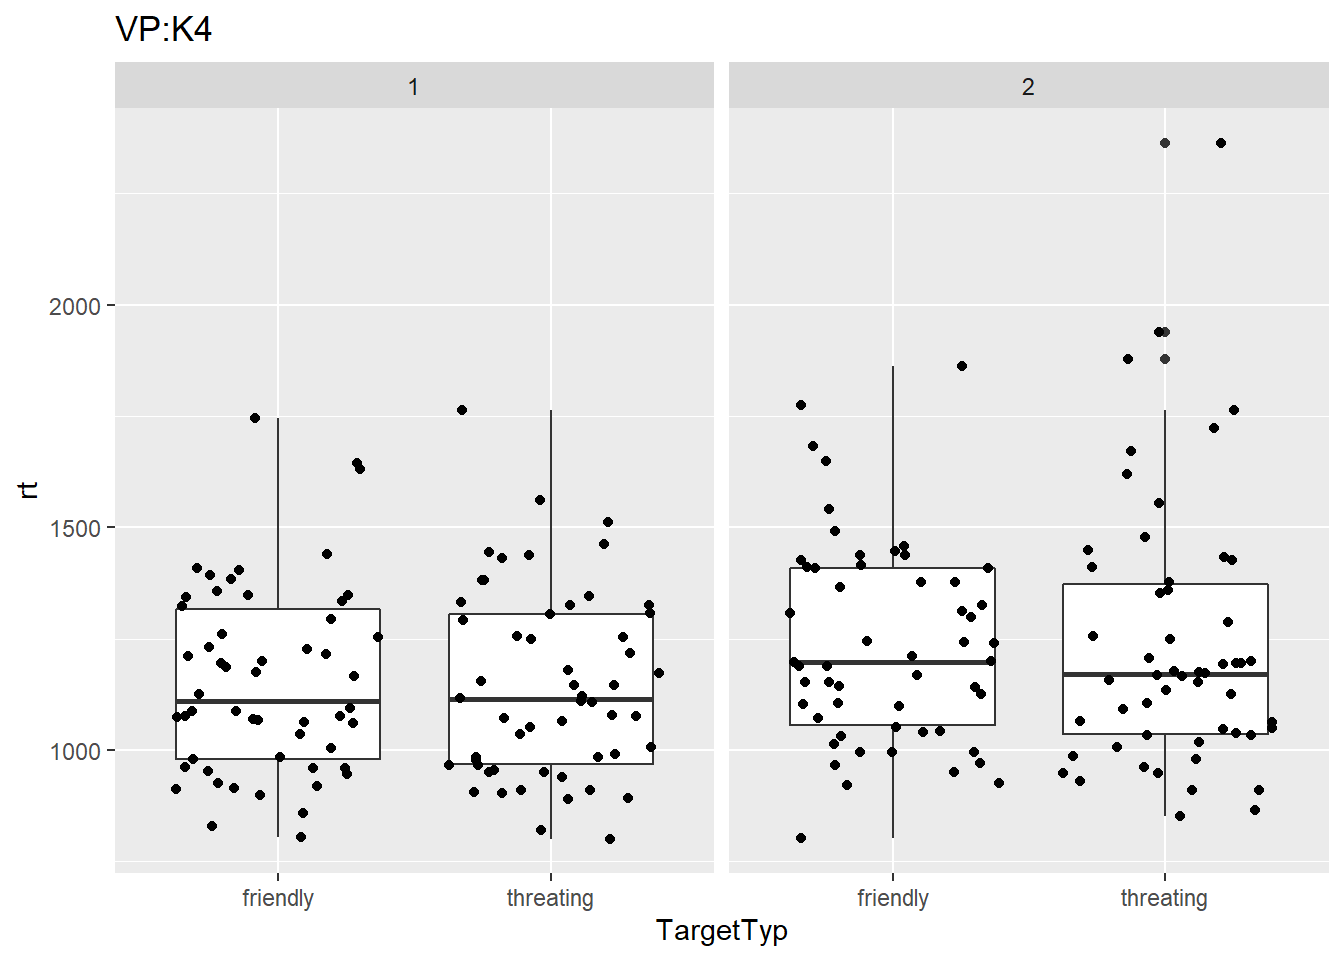 VP:K4
1
2
rt
2000
1500
1000
friendly
threating
friendly
threating
TargetTyp